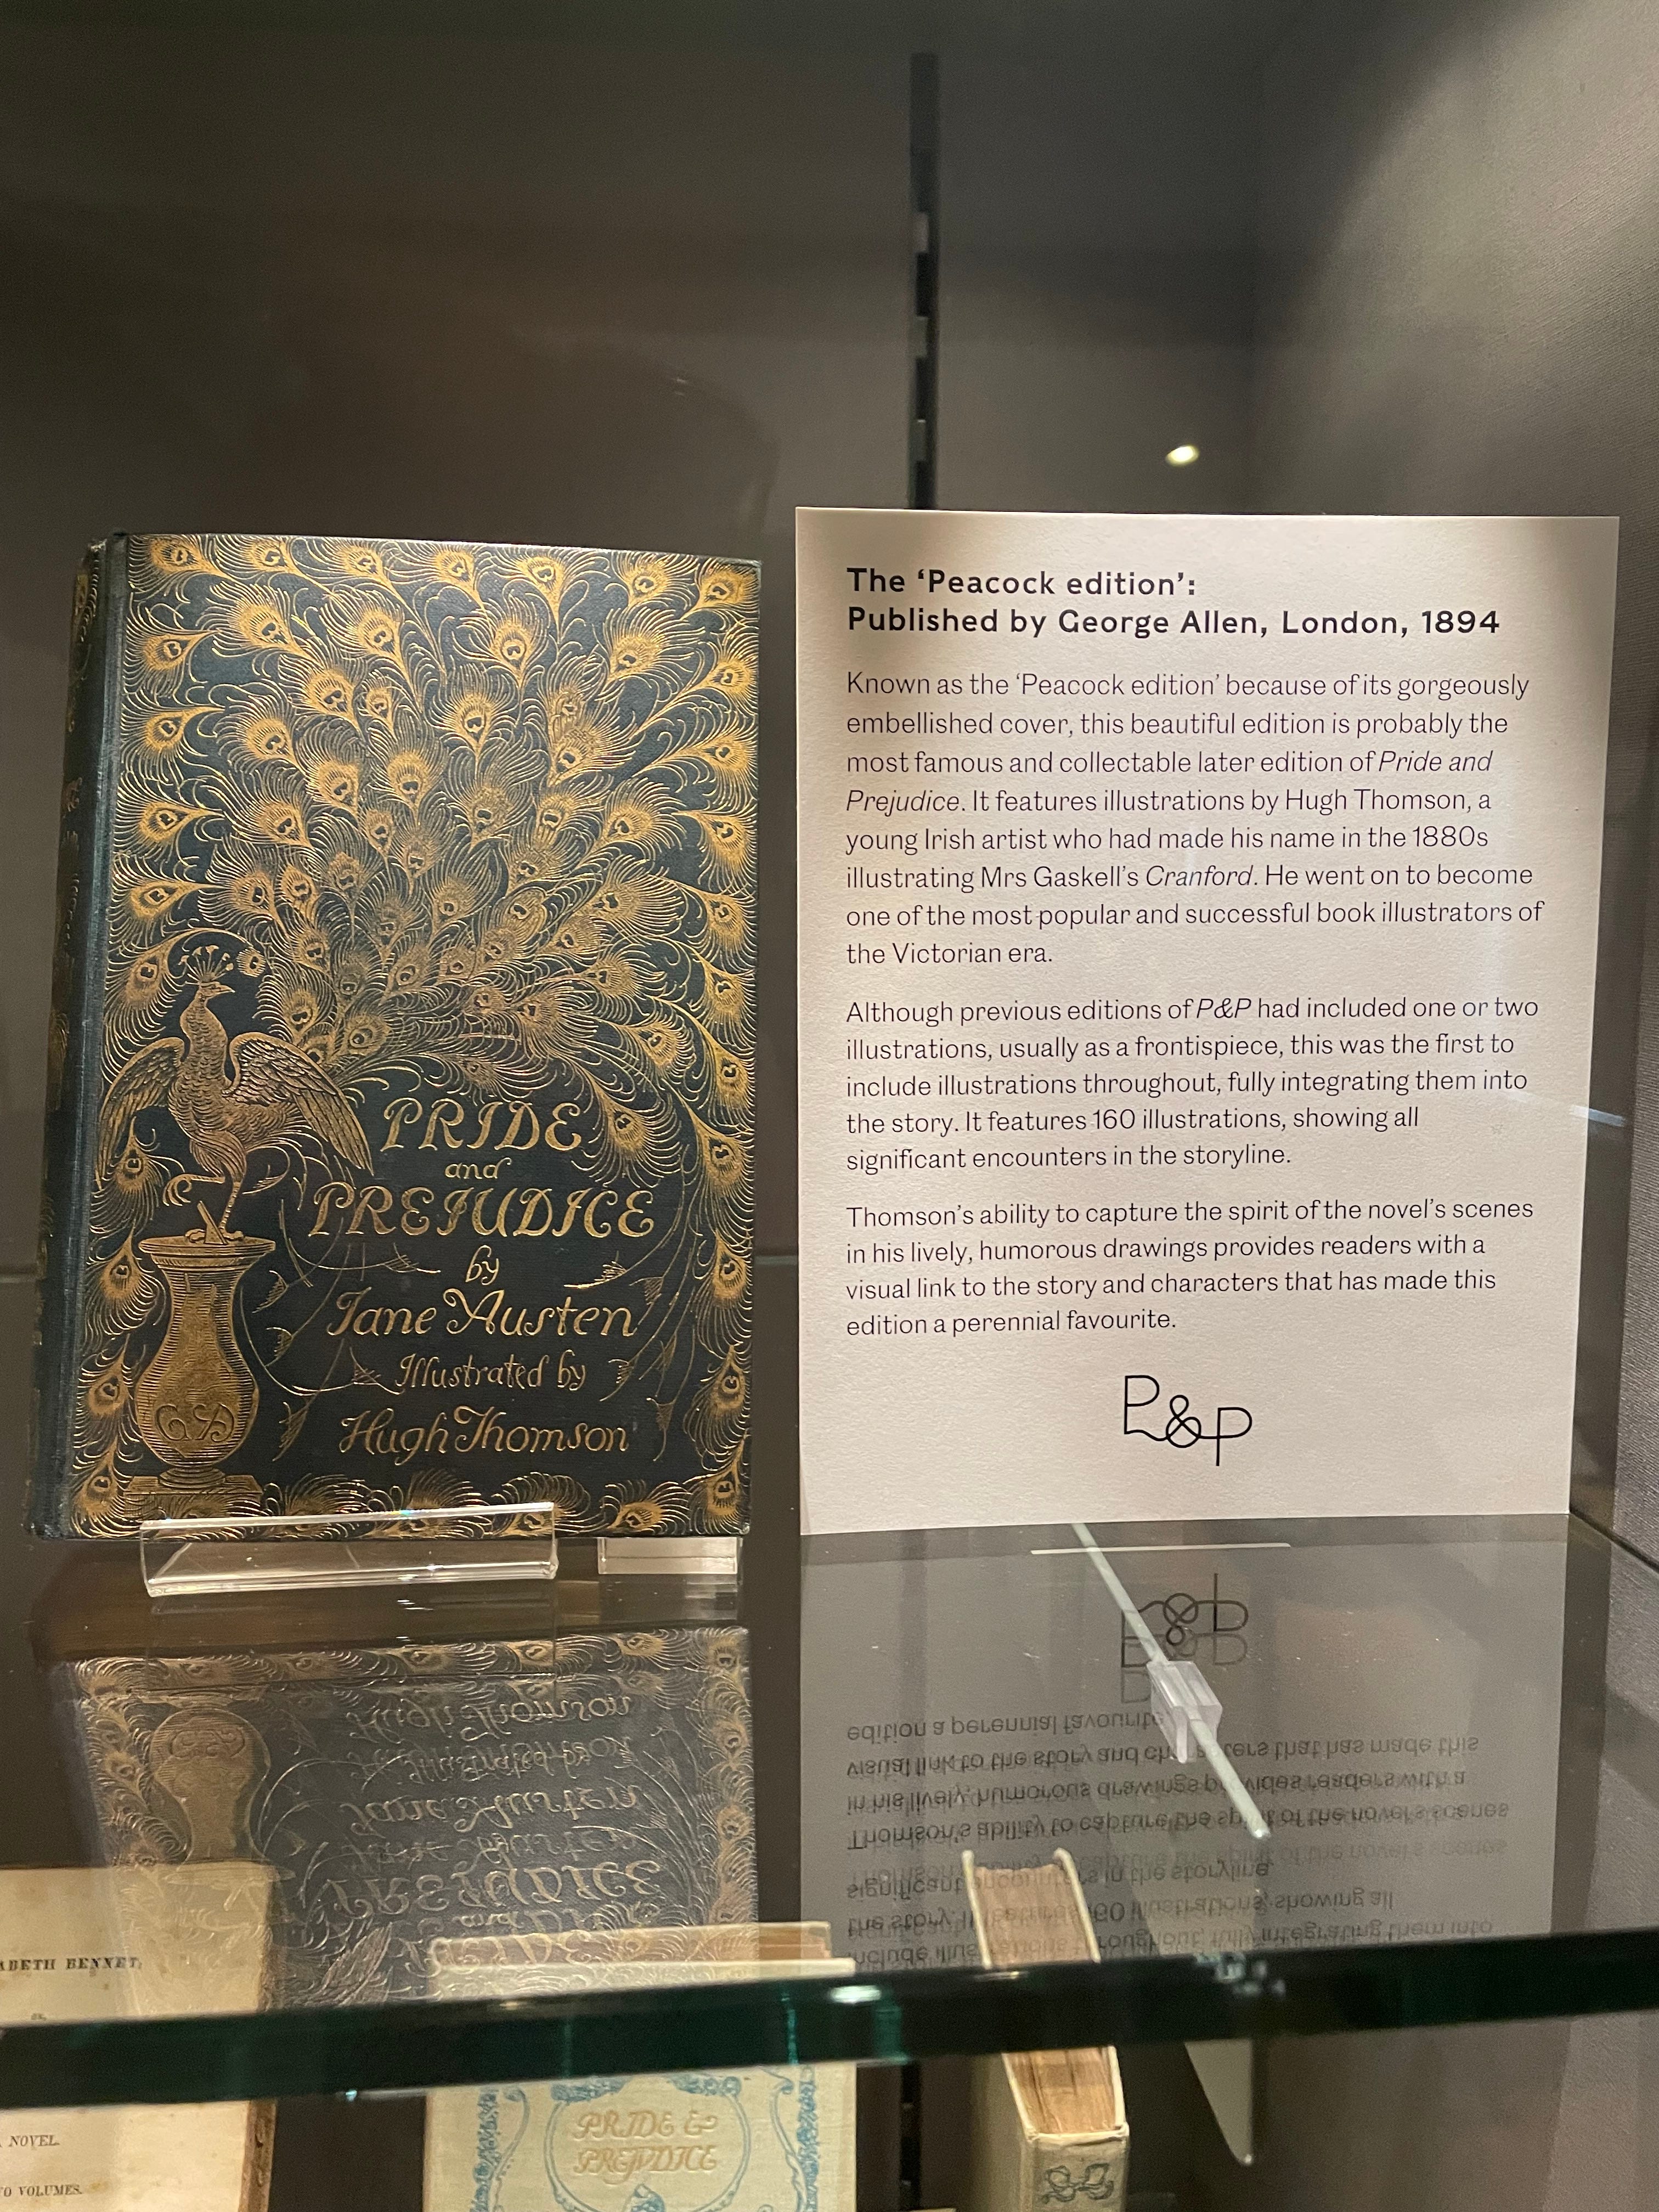 PRIDE
and
PREJUDICE
by
Jane Austen
Illustrated by
Hugh Thomson
GA
The ‘Peacock edition’:
Published by George Allen, London, 1894
Known as the ‘Peacock edition’ because of its gorgeously
embellished cover, this beautiful edition is probably the
most famous and collectable later edition of Pride and
Prejudice. It features illustrations by Hugh Thomson, a
young Irish artist who had made his name in the 1880s
illustrating Mrs Gaskell’s Cranford. He went on to become
one of the most popular and successful book illustrators of
the Victorian era.
Although previous editions of P&P had included one or two
illustrations, usually as a frontispiece, this was the first to
include illustrations throughout, fully integrating them into
the story. It features 160 illustrations, showing all
significant encounters in the storyline.
Thomson’s ability to capture the spirit of the novel’s scenes
in his lively, humorous drawings provides readers with a
visual link to the story and characters that has made this
edition a perennial favourite.
P&P
BENNET;
OR,
NOVEL.
VOLUMES.
PRIDE &
PREJUDICE